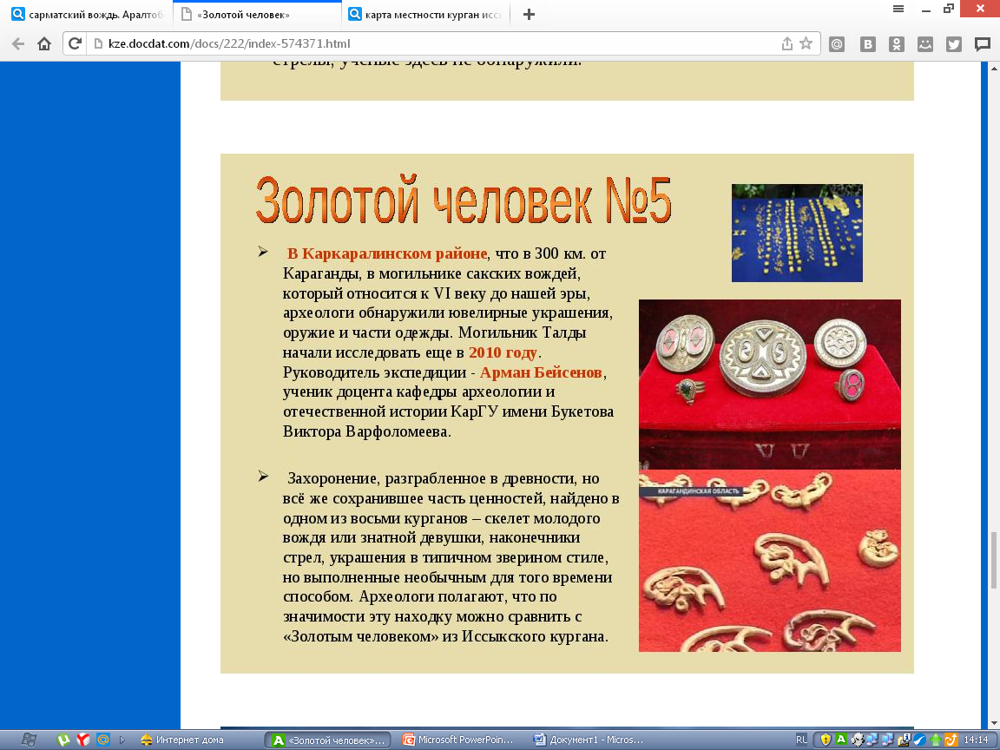 сарматский вождь. Аралтоб
«Золотой человек»
карта местности курган исс
kze.docdat.com/docs/222/index-574371.html
стрелы, ученые здесь не обнаружили.
Золотой человек №5
В Каркаралинском районе, что в 300 км. от
Караганды, в могильнике сакских вождей,
который относится к VI веку до нашей эры,
археологи обнаружили ювелирные украшения,
оружие и части одежды. Могильник Талды
начали исследовать еще в 2010 году.
Руководитель экспедиции - Арман Бейсенов,
ученик доцента кафедры археологии и
отечественной истории КарГУ имени Букетова
Виктора Варфоломеева.
Захоронение, разграбленное в древности, но
всё же сохранившее часть ценностей, найдено в
одном из восьми курганов – скелет молодого
вождя или знатной девушки, наконечники
стрел, украшения в типичном зверином стиле,
но выполненные необычным для того времени
способом. Археологи полагают, что по
значимости эту находку можно сравнить с
«Золотым человеком» из Иссыкского кургана.
КАРАГАНДИНСКАЯ ОБЛАСТЬ
Интернет дома
«Золотой человек»...
Microsoft PowerPoin...
Документ1 - Micros...
RL
14:14